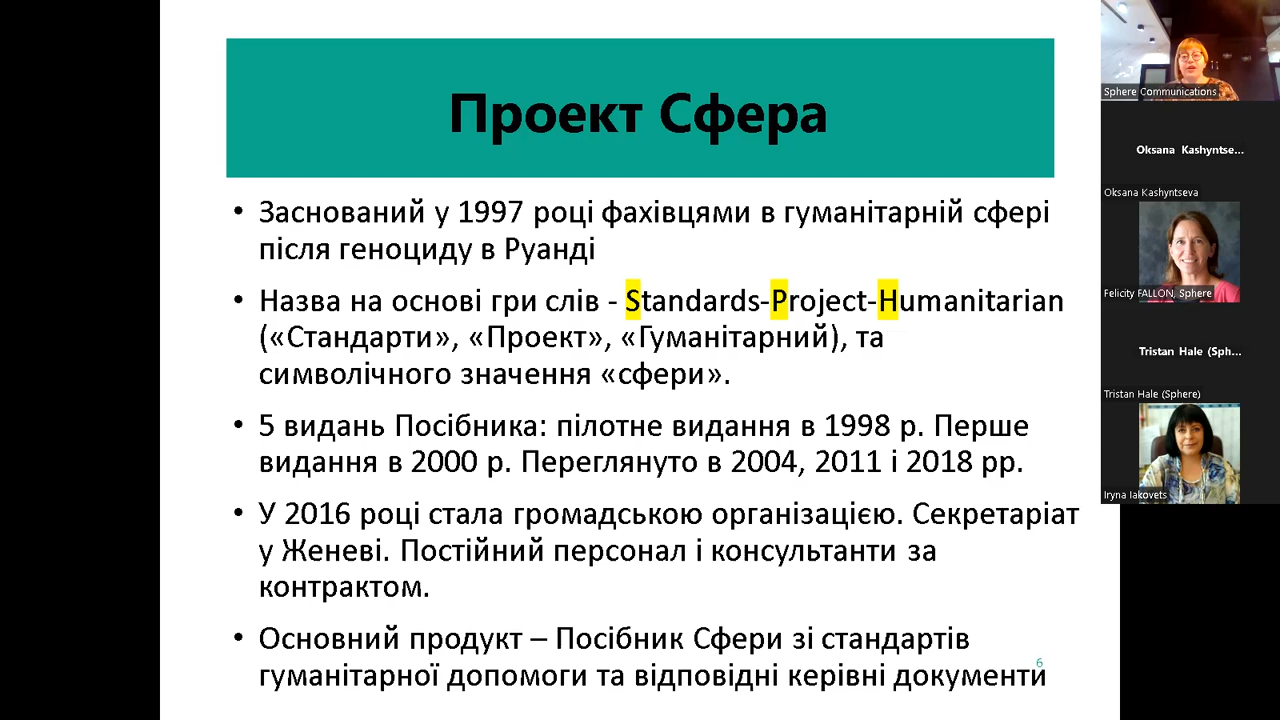 Проект Сфера
• Заснований у 1997 році фахівцями в гуманітарній сфері
після геноциду в Руанді
• Назва на основі гри слів - Standards-Project-Humanitarian
(«Стандарти», «Проект», «Гуманітарний), та
символічного значення «сфери».
• 5 видань Посібника: пілотне видання в 1998 р. Перше
видання в 2000 р. Переглянуто в 2004, 2011 і 2018 рр.
• У 2016 році стала громадською організацією. Секретаріат
у Женеві. Постійний персонал і консультанти за
контрактом.
• Основний продукт – Посібник Сфери зі стандартів
гуманітарної допомоги та відповідні керівні документи
6
Sphere Communications
Oksana Kashyntse...
Oksana Kashyntseva
Felicity FALLON, Sphere
Tristan Hale (Sph...
Tristan Hale (Sphere)
Iryna Iakovets